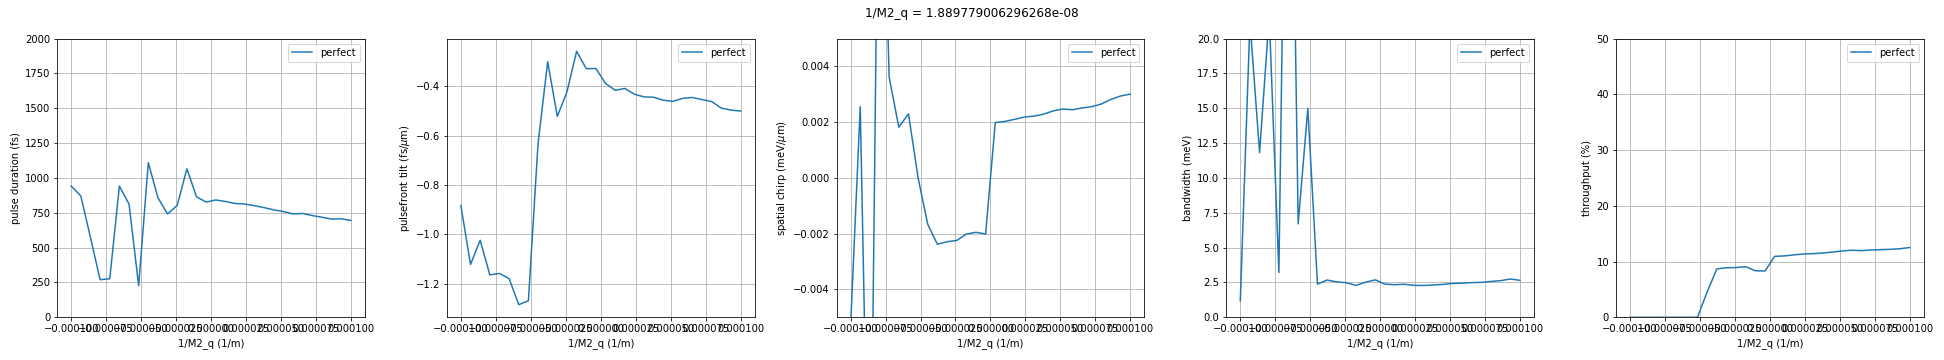 1/M2_q = 1.889779006296268e-08
perfect
2000
1750
1500
1250
1000
750
500
250
0
pulse duration (fs)
1/M2_q (1/m)
perfect
−0.4
−0.6
−0.8
−1.0
−1.2
pulsefront tilt (fs/μm)
1/M2_q (1/m)
perfect
0.004
0.002
0.000
−0.002
−0.004
spatial chirp (meV/μm)
1/M2_q (1/m)
perfect
20.0
17.5
15.0
12.5
10.0
7.5
5.0
2.5
0.0
bandwidth (meV)
1/M2_q (1/m)
perfect
50
40
30
20
10
0
throughput (%)
1/M2_q (1/m)